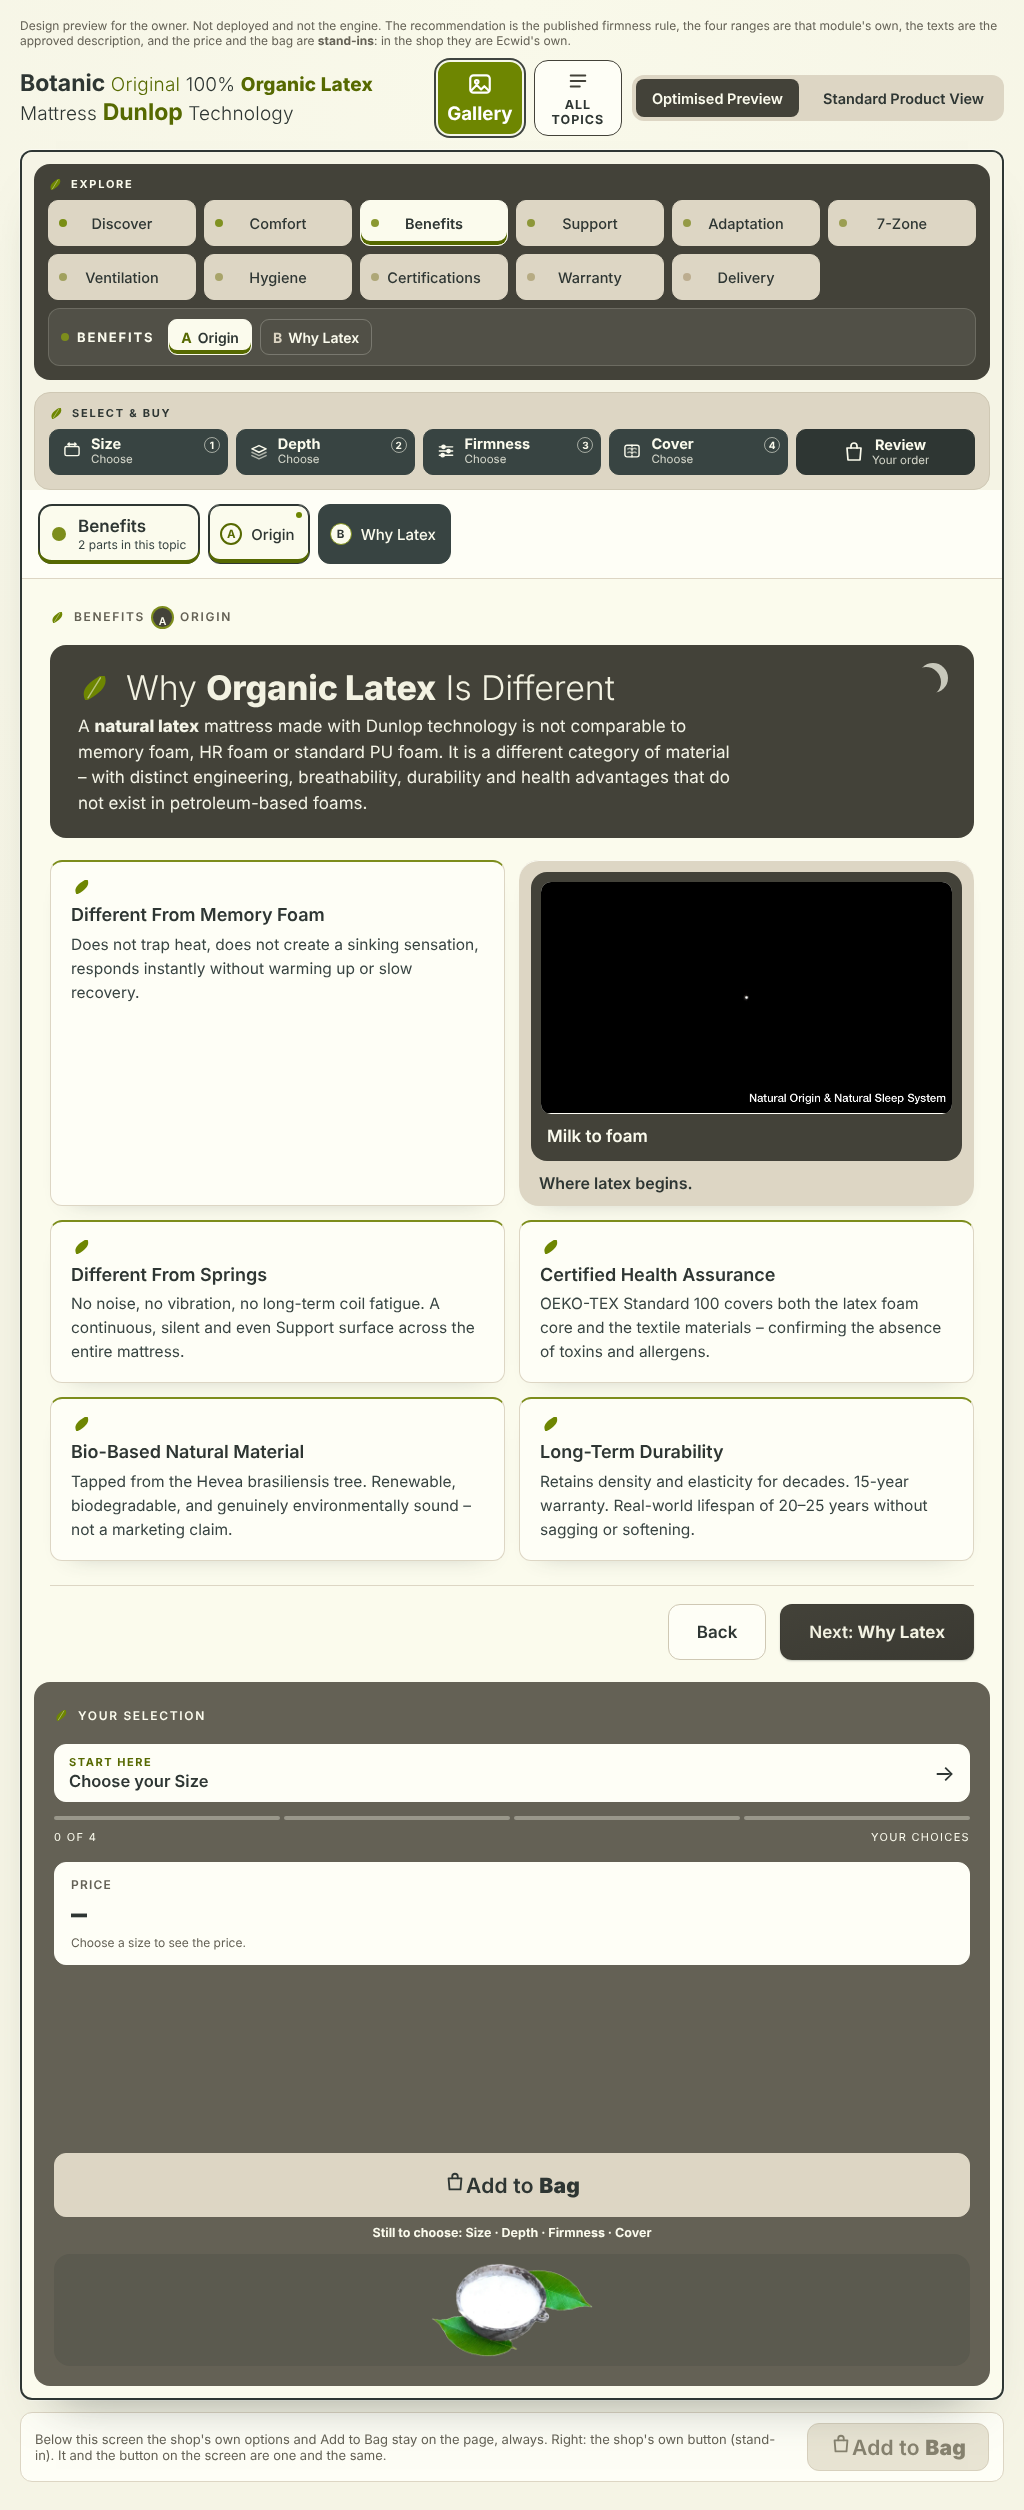 Design preview for the owner. Not deployed and not the engine. The recommendation is the published firmness rule, the four ranges are that module's own, the texts are the
approved description, and the price and the bag are stand-ins: in the shop they are Ecwid's own.
Botanic Original 100% Organic Latex
Mattress Dunlop Technology
Gallery
ALL
TOPICS
Optimised Preview
Standard Product View
EXPLORE
Discover
Comfort
Benefits
Support
Adaptation
7-Zone
Ventilation
Hygiene
Certifications
Warranty
Delivery
BENEFITS
A Origin
B Why Latex
SELECT & BUY
Size
Choose
1
Depth
Choose
2
Firmness
Choose
3
Cover
Choose
4
Review
Your order
Benefits
2 parts in this topic
A Origin
B Why Latex
BENEFITS A ORIGIN
Why Organic Latex Is Different
A natural latex mattress made with Dunlop technology is not comparable to
memory foam, HR foam or standard PU foam. It is a different category of material
– with distinct engineering, breathability, durability and health advantages that do
not exist in petroleum-based foams.
Different From Memory Foam
Does not trap heat, does not create a sinking sensation,
responds instantly without warming up or slow
recovery.
Natural Origin & Natural Sleep System
Milk to foam
Where latex begins.
Different From Springs
No noise, no vibration, no long-term coil fatigue. A
continuous, silent and even Support surface across the
entire mattress.
Certified Health Assurance
OEKO-TEX Standard 100 covers both the latex foam
core and the textile materials – confirming the absence
of toxins and allergens.
Bio-Based Natural Material
Tapped from the Hevea brasiliensis tree. Renewable,
biodegradable, and genuinely environmentally sound –
not a marketing claim.
Long-Term Durability
Retains density and elasticity for decades. 15-year
warranty. Real-world lifespan of 20–25 years without
sagging or softening.
Back
Next: Why Latex
YOUR SELECTION
START HERE
Choose your Size
0 OF 4
YOUR CHOICES
PRICE
–
Choose a size to see the price.
Add to Bag
Still to choose: Size · Depth · Firmness · Cover
Below this screen the shop's own options and Add to Bag stay on the page, always. Right: the shop's own button (stand-
in). It and the button on the screen are one and the same.
Add to Bag